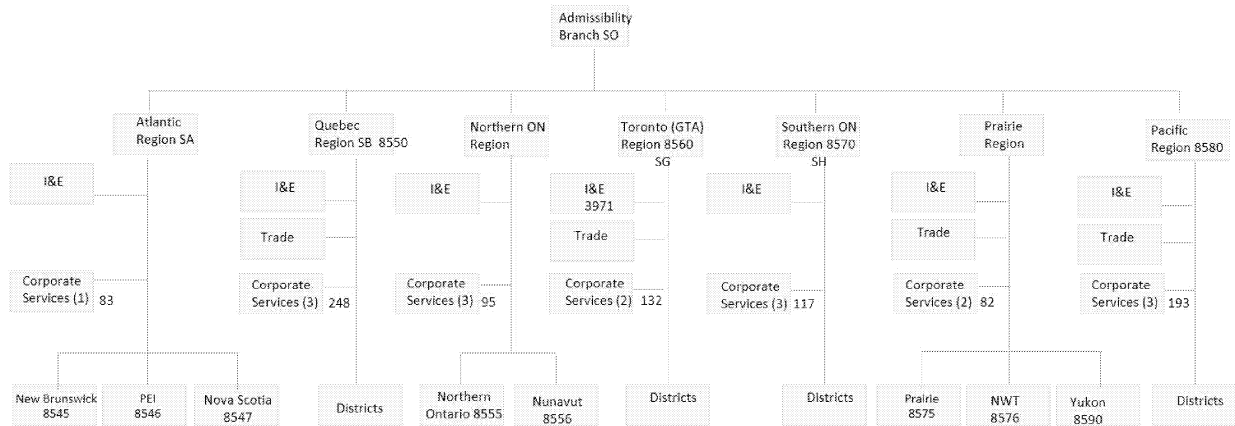 Admissibility
Branch SO
Atlantic
Region SA
Quebec
Region SB 8550
Northern ON
Region
Toronto (GTA)
Region 8560
SG
Southern ON
Region 8570
SH
Prairie
Region
Pacific
Region 8580
I&E
I&E
I&E
I&E
3971
I&E
I&E
I&E
Trade
Trade
Trade
Trade
Corporate
Services (1) 83
Corporate
Services (3) 248
Corporate
Services (3) 95
Corporate
Services (2) 132
Corporate
Services (3) 117
Corporate
Services (2) 82
Corporate
Services (3) 193
New Brunswick
8545
PEI
8546
Nova Scotia
8547
Districts
Northern
Ontario 8555
Nunavut
8556
Districts
Districts
Prairie
8575
NWT
8576
Yukon
8590
Districts